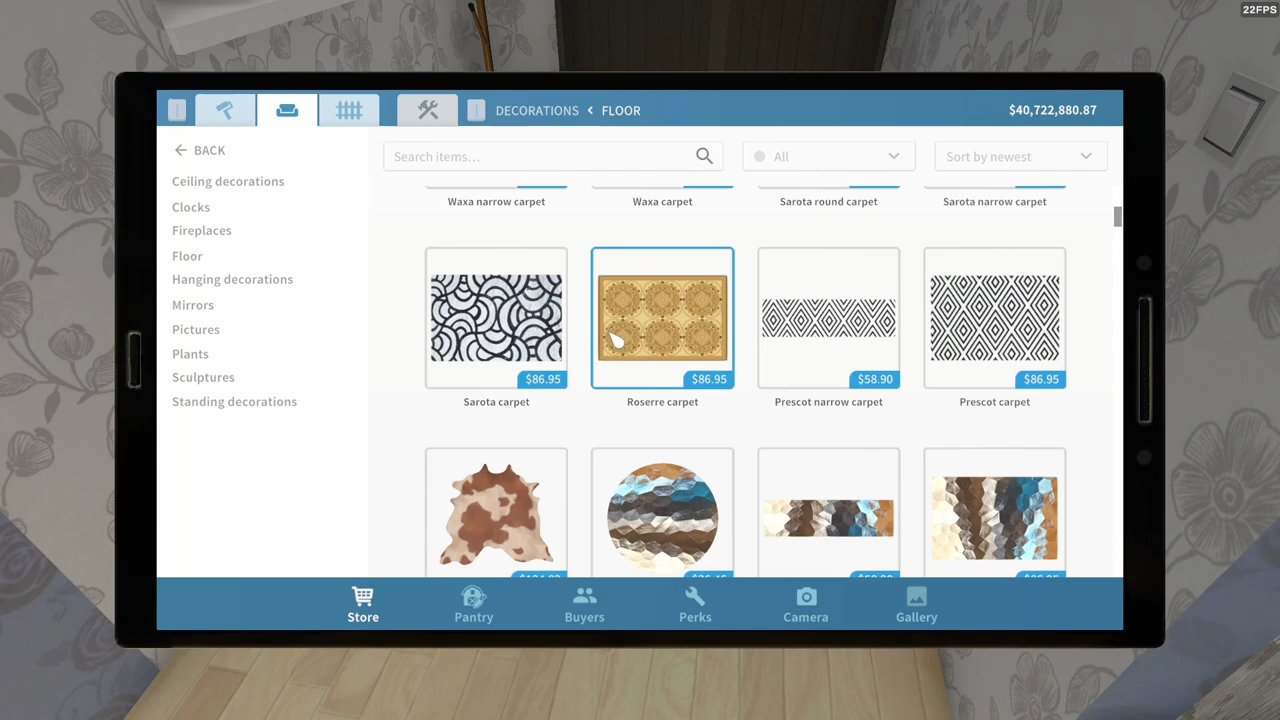 22FPS
DECORATIONS < FLOOR
$40,722,880.87
BACK
Search items...
All
Sort by newest
Ceiling decorations
Clocks
Fireplaces
Floor
Hanging decorations
Mirrors
Pictures
Plants
Sculptures
Standing decorations
Waxa narrow carpet
Waxa carpet
Sarota round carpet
Sarota narrow carpet
$86.95
$86.95
$58.90
$86.95
Sarota carpet
Roserre carpet
Prescot narrow carpet
Prescot carpet
Store
Pantry
Buyers
Perks
Camera
Gallery